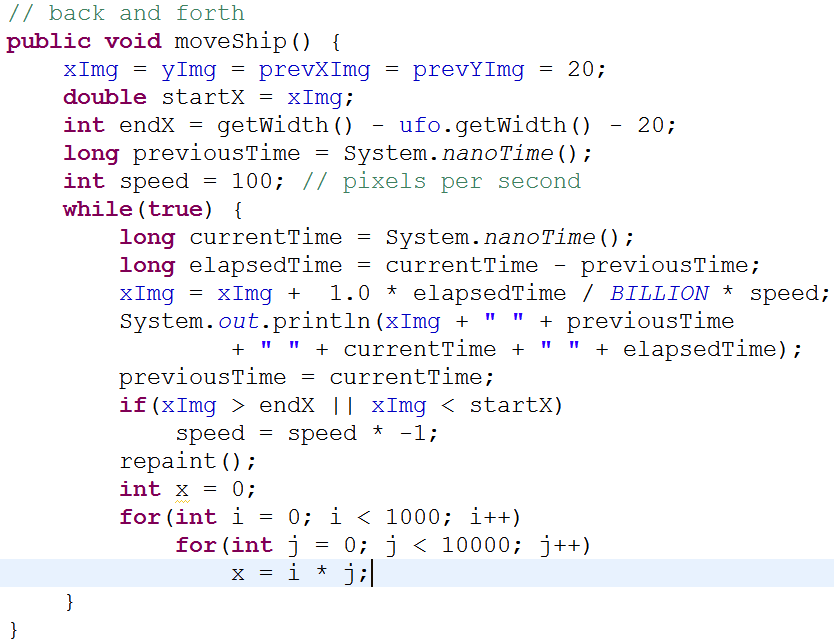 // back and forth
public void moveShip() {
    xImg = yImg = prevXImg = prevYImg = 20;
    double startX = xImg;
    int endX = getWidth() - ufo.getWidth() - 20;
    long previousTime = System.nanoTime();
    int speed = 100; // pixels per second
    while(true) {
        long currentTime = System.nanoTime();
        long elapsedTime = currentTime - previousTime;
        xImg = xImg +  1.0 * elapsedTime / BILLION * speed;
        System.out.println(xImg + " " + previousTime
                + " " + currentTime + " " + elapsedTime);
        previousTime = currentTime;
        if(xImg > endX || xImg < startX)
            speed = speed * -1;
        repaint();
        int x = 0;
        for(int i = 0; i < 1000; i++)
            for(int j = 0; j < 10000; j++)
                x = i * j;
    }
}